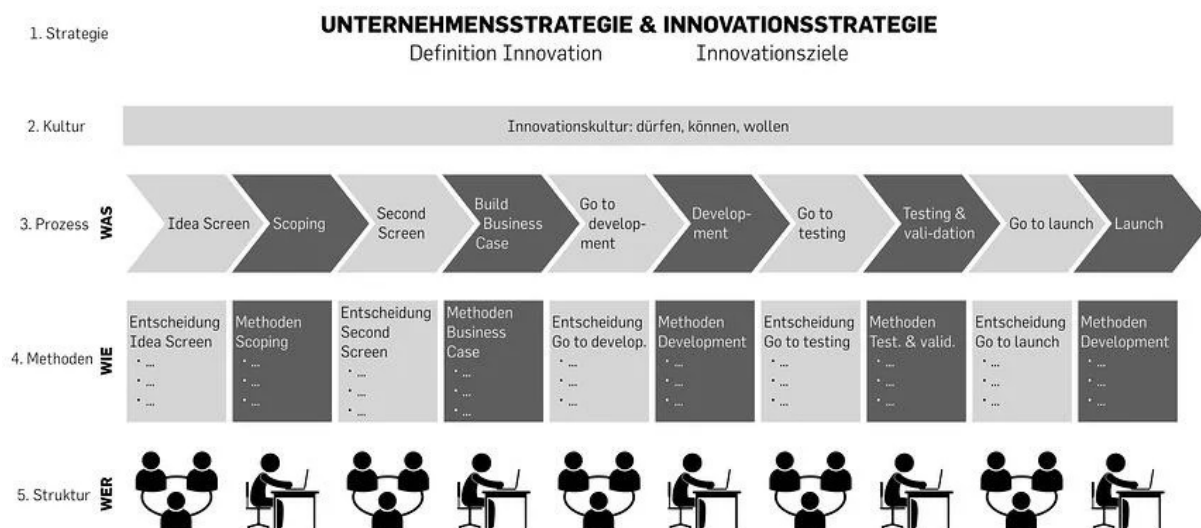 1. Strategie
UNTERNEHMENSSTRATEGIE & INNOVATIONSSTRATEGIE
Definition Innovation
Innovationsziele
2. Kultur
Innovationskultur: dürfen, können, wollen
3. Prozess
WAS
Idea Screen
Scoping
Second
Screen
Build
Business
Case
Go to
develop-
ment
Develop-
ment
Go to
testing
Testing &
vali-dation
Go to launch
Launch
4. Methoden
WIE
Entscheidung
Idea Screen
• ...
• ...
• ...
Methoden
Scoping
• ...
• ...
• ...
Entscheidung
Second
Screen
• ...
• ...
• ...
Methoden
Business
Case
• ...
• ...
• ...
Entscheidung
Go to develop.
• ...
• ...
• ...
Methoden
Development
• ...
• ...
• ...
Entscheidung
Go to testing
• ...
• ...
• ...
Methoden
Test. & valid.
• ...
• ...
• ...
Entscheidung
Go to launch
• ...
• ...
• ...
Methoden
Development
• ...
• ...
• ...
5. Struktur
WER